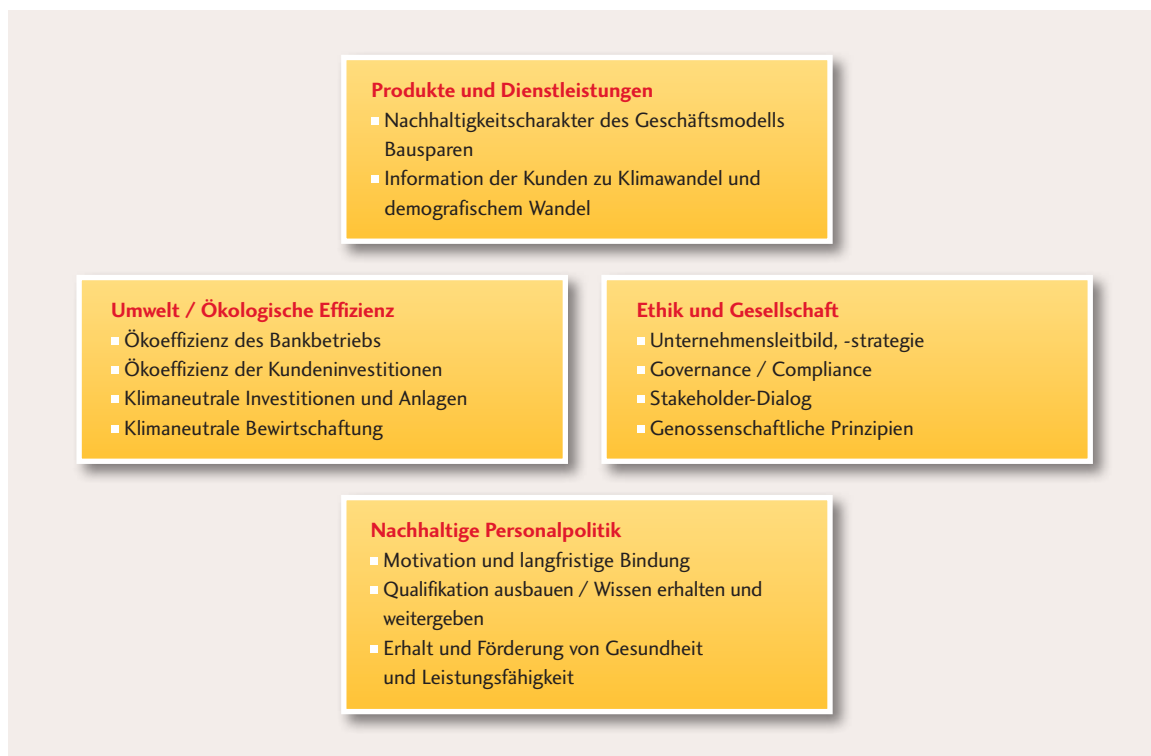 Produkte und Dienstleistungen
Nachhaltigkeitscharakter des Geschäftsmodells
Bausparen
Information der Kunden zu Klimawandel und
demografischem Wandel
Umwelt / Ökologische Effizienz
Ökoeffizienz des Bankbetriebs
Ökoeffizienz der Kundeninvestitionen
Klimaneutrale Investitionen und Anlagen
Klimaneutrale Bewirtschaftung
Ethik und Gesellschaft
Unternehmensleitbild, -strategie
Governance / Compliance
Stakeholder-Dialog
Genossenschaftliche Prinzipien
Nachhaltige Personalpolitik
Motivation und langfristige Bindung
Qualifikation ausbauen / Wissen erhalten und
weitergeben
Erhalt und Förderung von Gesundheit
und Leistungsfähigkeit